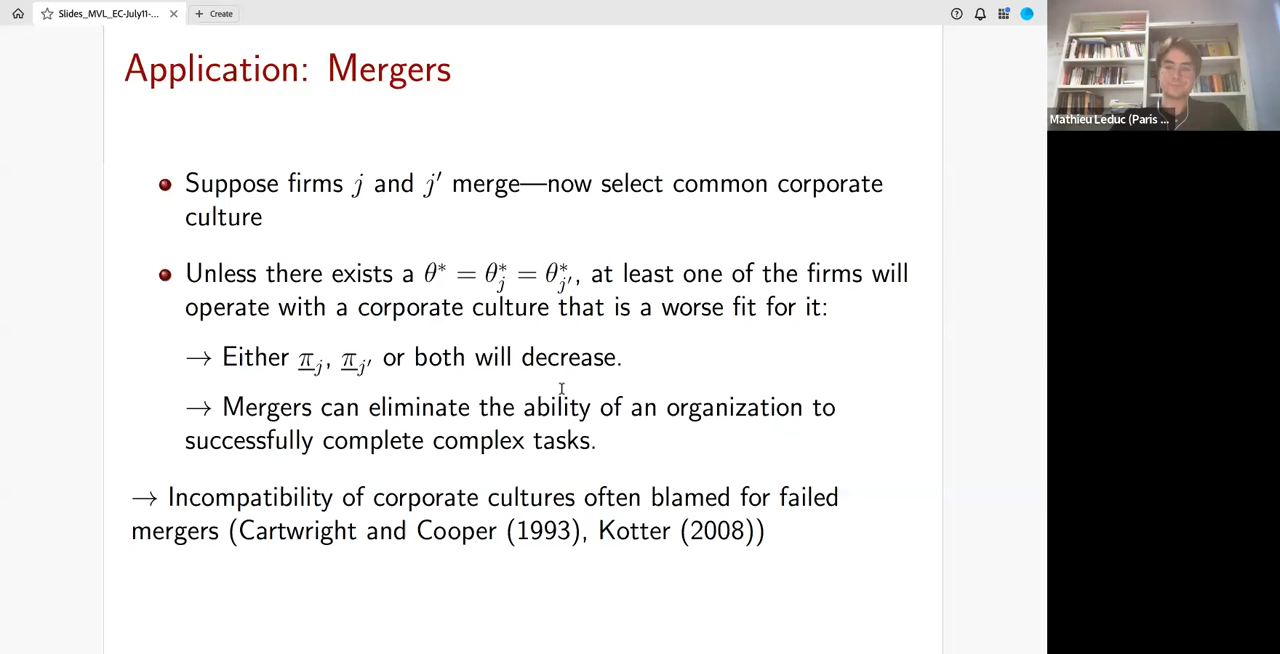 Slides_MVL_EC-July11-...
+ Create
Application: Mergers
Suppose firms j and j′ merge—now select common corporate
culture
Unless there exists a θ* = θ*_j = θ*_j′, at least one of the firms will
operate with a corporate culture that is a worse fit for it:
→ Either π_j, π_j′ or both will decrease.
→ Mergers can eliminate the ability of an organization to
successfully complete complex tasks.
→ Incompatibility of corporate cultures often blamed for failed
mergers (Cartwright and Cooper (1993), Kotter (2008))
Mathieu Leduc (Paris ...